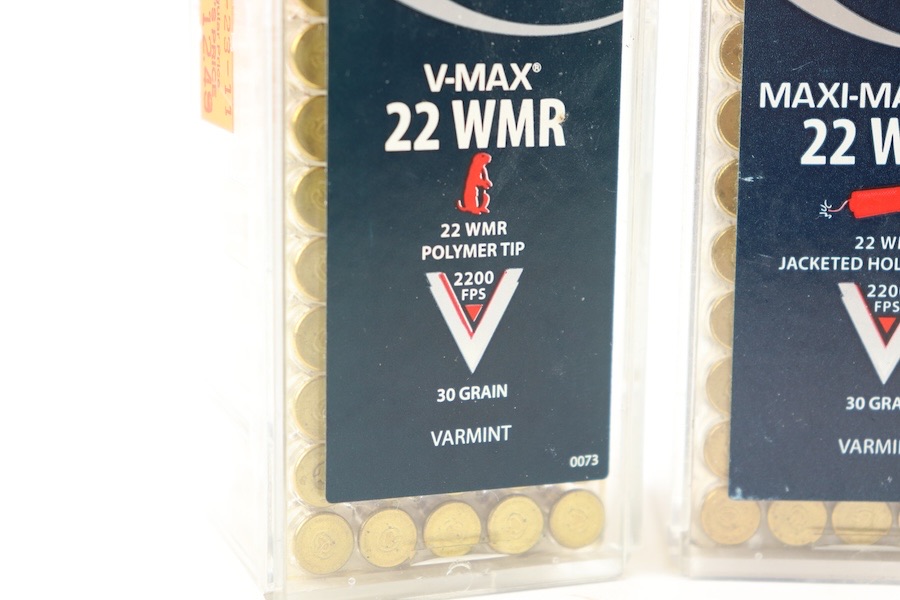 V-MAX®
22 WMR
22 WMR
POLYMER TIP
2200
FPS
30 GRAIN
VARMINT
0073
MAXI-MA
22 W
22 WM
JACKETED HOL
2200
FPS
30 GRA
VARMI